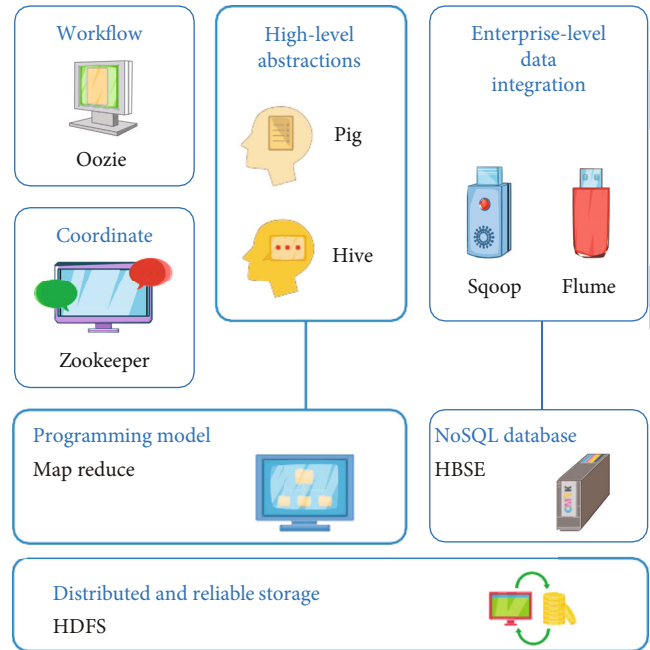 Workflow
Oozie
High-level
abstractions
Pig
Hive
Enterprise-level
data
integration
Sqoop
Flume
Coordinate
Zookeeper
Programming model
Map reduce
NoSQL database
HBSE
CMYK
Distributed and reliable storage
HDFS